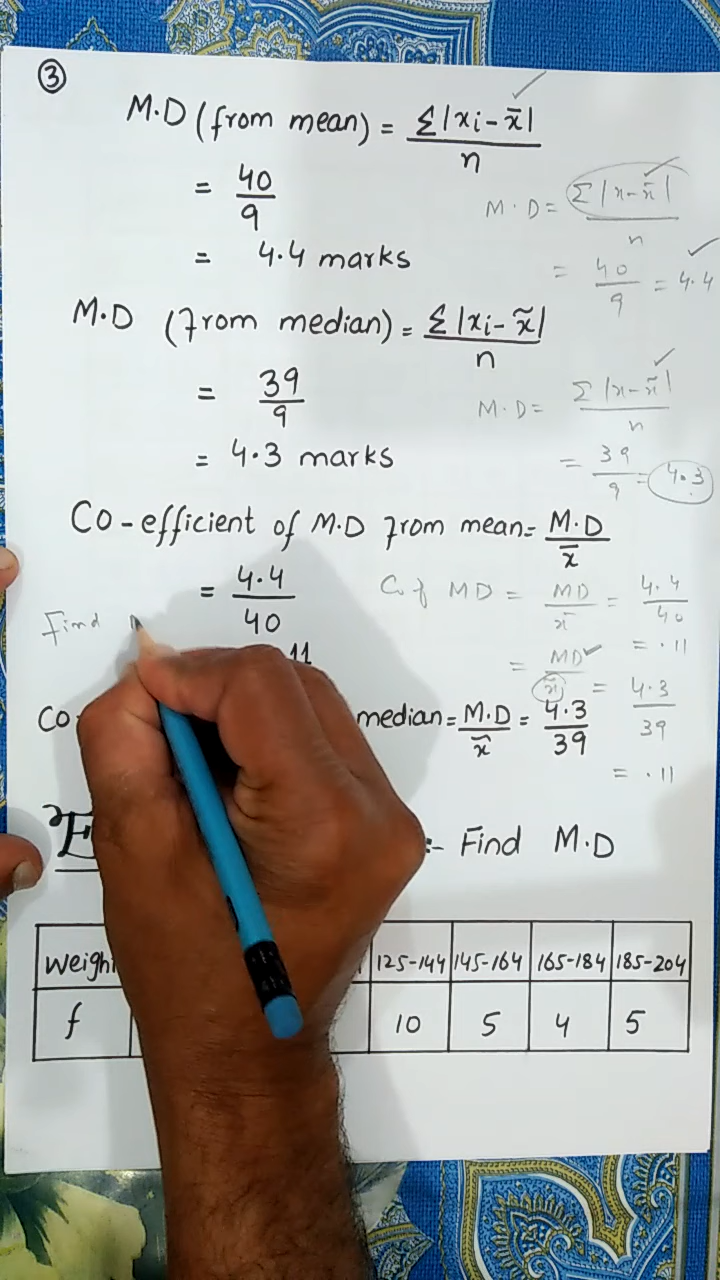 ③
M.D (from mean) = Σ|xi-x̄|/n
= 40/9
= 4.4 marks
M.D = Σ|x-x̄|/n
= 40/9 = 4.4
M.D (from median) = Σ|xi-x̃|/n
= 39/9
= 4.3 marks
M.D = Σ|x-x̃|/n
= 39/9 = 4.3
Co-efficient of M.D from mean = M.D/x̄
= 4.4/40
11
C. of MD = MD/x̄ = 4.4/40
= .11
= MD/x̃ = 4.3/39
= .11
Find
Co
median = M.D/x̃ = 4.3/39
:- Find M.D
125-144 145-164 165-184 185-204
f 10 5 4 5